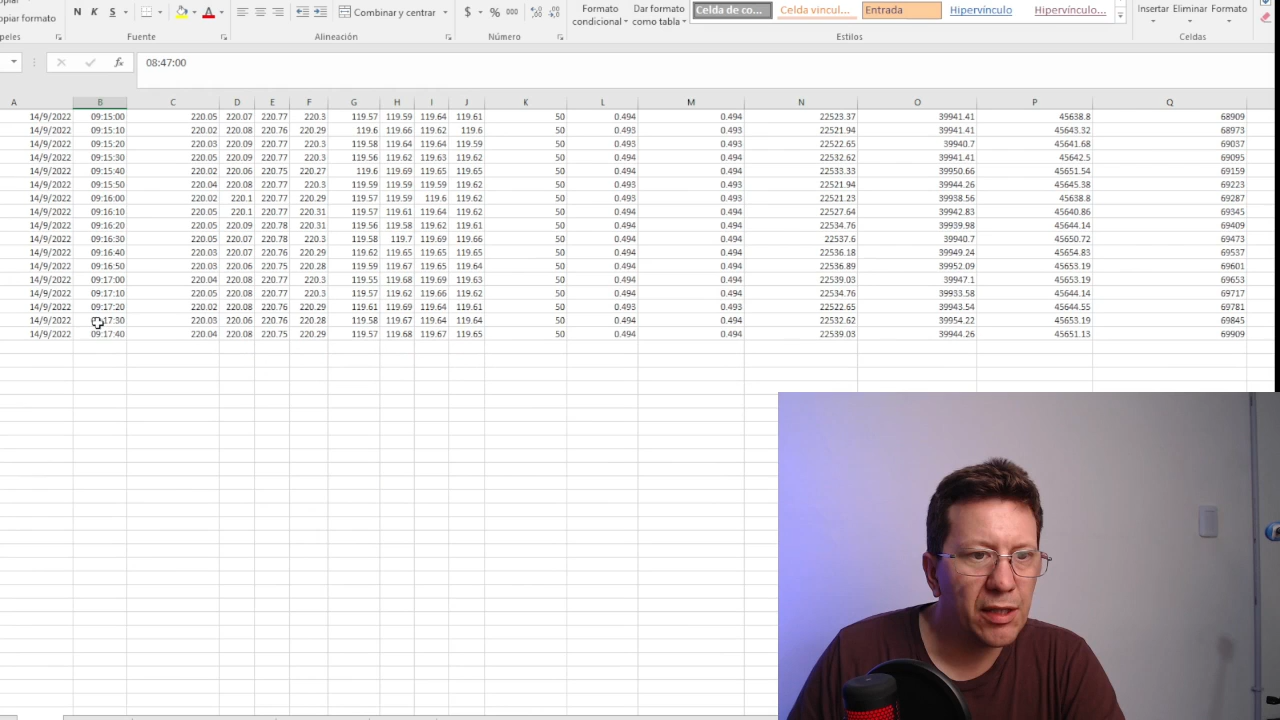 opiar
opiar formato
peles
N K S
Fuente
Combinar y centrar
Alineación
$ % 000
Número
Formato condicional
Dar formato como tabla
Celda de co... Celda vincul... Entrada Hipervínculo Hipervínculo...
Estilos
Insertar Eliminar Formato
Celdas
fx 08:47:00
A B C D E F G H I J K L M N O P Q
14/9/2022 09:15:00 220.05 220.07 220.77 220.3 119.57 119.59 119.64 119.61 50 0.494 0.494 22523.37 39941.41 45638.8 68909
14/9/2022 09:15:10 220.02 220.08 220.76 220.29 119.6 119.66 119.62 119.6 50 0.493 0.493 22521.94 39941.41 45643.32 68973
14/9/2022 09:15:20 220.03 220.09 220.77 220.3 119.58 119.64 119.64 119.59 50 0.494 0.494 22522.65 39940.7 45641.68 69037
14/9/2022 09:15:30 220.05 220.09 220.77 220.3 119.56 119.62 119.63 119.62 50 0.493 0.493 22532.62 39941.41 45642.5 69095
14/9/2022 09:15:40 220.02 220.06 220.75 220.27 119.6 119.69 119.65 119.65 50 0.494 0.494 22533.33 39950.66 45651.54 69159
14/9/2022 09:15:50 220.04 220.08 220.77 220.3 119.59 119.59 119.59 119.62 50 0.493 0.493 22521.94 39944.26 45645.38 69223
14/9/2022 09:16:00 220.02 220.1 220.77 220.29 119.57 119.59 119.6 119.62 50 0.494 0.494 22521.23 39938.56 45638.8 69287
14/9/2022 09:16:10 220.05 220.1 220.77 220.31 119.57 119.61 119.64 119.62 50 0.494 0.494 22527.64 39942.83 45640.86 69345
14/9/2022 09:16:20 220.05 220.09 220.78 220.31 119.56 119.58 119.62 119.61 50 0.494 0.494 22534.76 39939.98 45644.14 69409
14/9/2022 09:16:30 220.05 220.07 220.77 220.3 119.58 119.7 119.69 119.66 50 0.494 0.494 22537.6 39940.7 45650.72 69473
14/9/2022 09:16:40 220.03 220.07 220.76 220.29 119.62 119.65 119.65 119.65 50 0.494 0.494 22536.18 39949.24 45654.83 69537
14/9/2022 09:16:50 220.03 220.06 220.75 220.28 119.59 119.67 119.65 119.64 50 0.494 0.494 22536.89 39952.09 45653.19 69601
14/9/2022 09:17:00 220.04 220.08 220.77 220.3 119.55 119.68 119.69 119.63 50 0.494 0.494 22539.03 39947.1 45653.19 69653
14/9/2022 09:17:10 220.05 220.08 220.77 220.3 119.57 119.62 119.66 119.62 50 0.494 0.494 22534.76 39933.58 45644.14 69717
14/9/2022 09:17:20 220.02 220.08 220.76 220.29 119.61 119.69 119.64 119.61 50 0.493 0.493 22522.65 39943.54 45644.55 69781
14/9/2022 220.03 220.06 220.76 220.28 119.58 119.67 119.64 119.64 50 0.494 0.494 22532.62 39954.22 45653.19 69845
14/9/2022 09:17:40 220.04 220.08 220.75 220.29 119.57 119.68 119.67 119.65 50 0.494 0.494 22539.03 39944.26 45651.13 69909